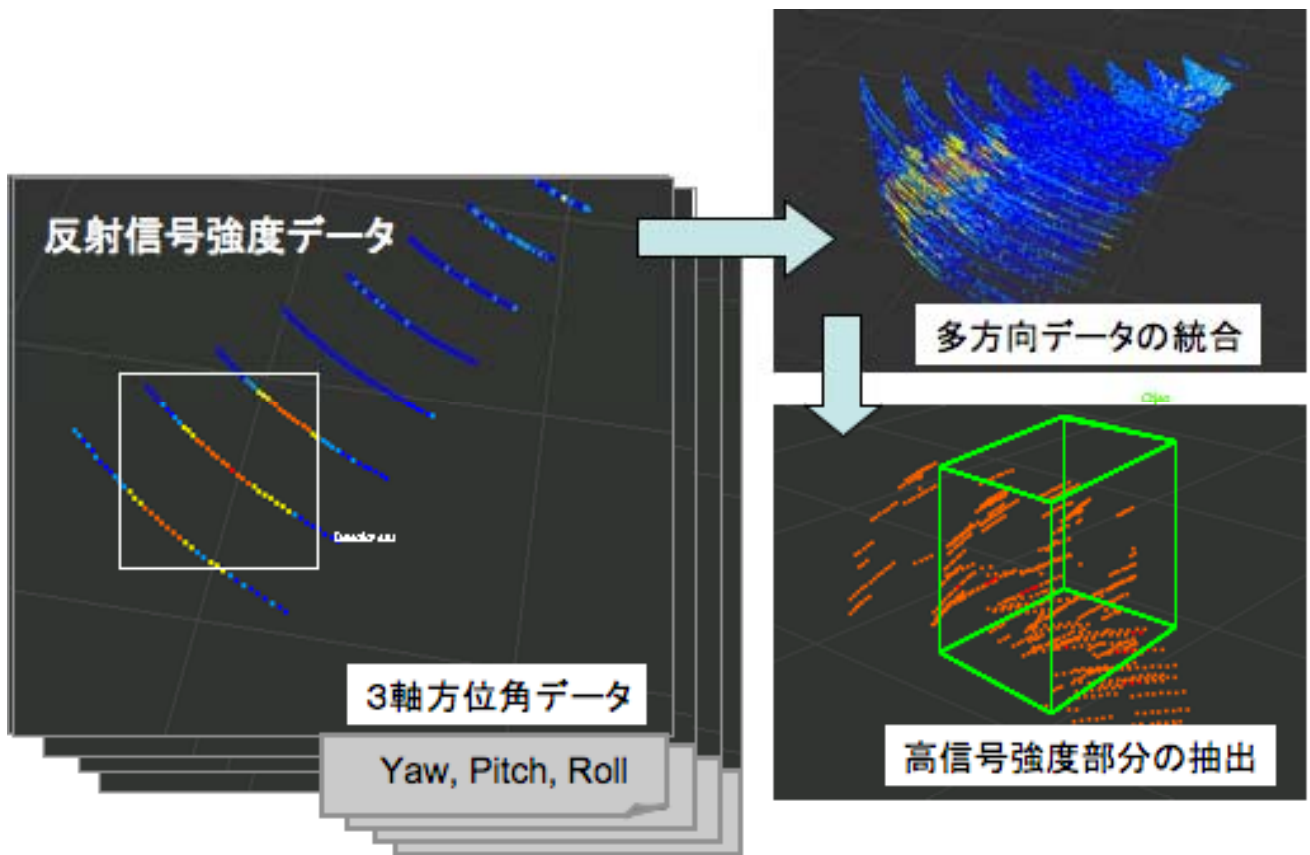 反射信号強度データ
3軸方位角データ
Yaw, Pitch, Roll
多方向データの統合
高信号強度部分の抽出